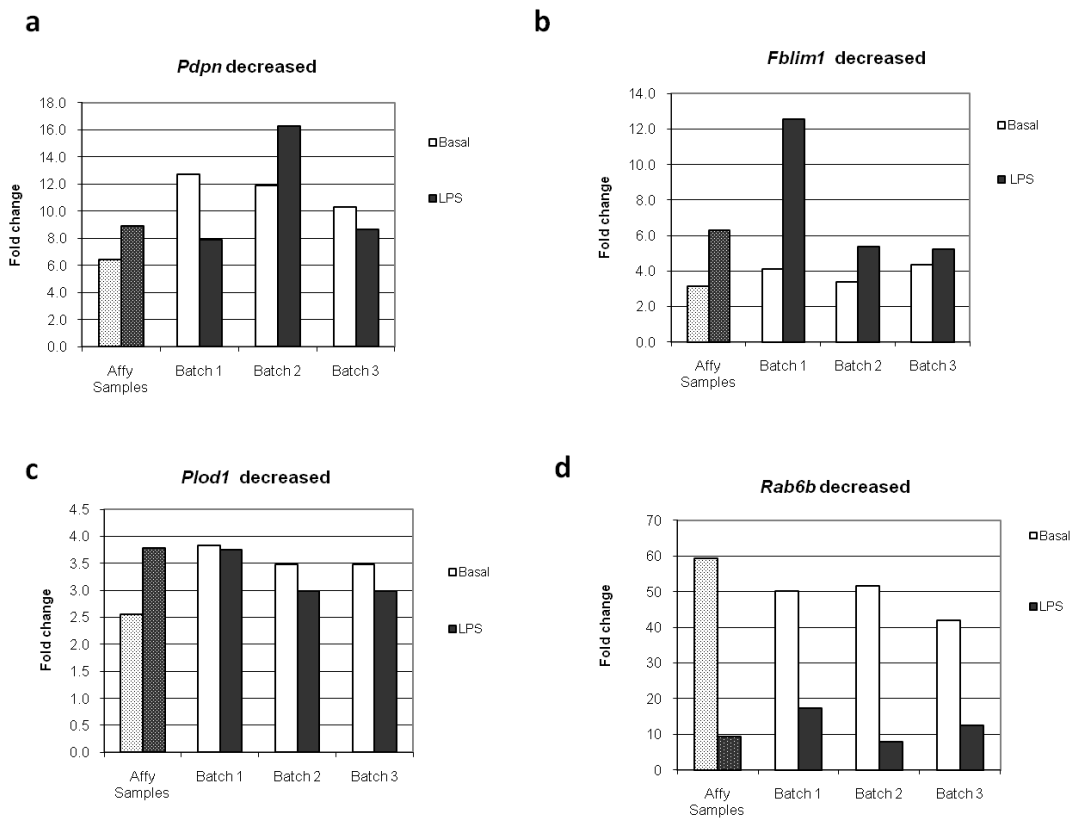 a
Pdpn decreased
Fold change
18.0
16.0
14.0
12.0
10.0
8.0
6.0
4.0
2.0
0.0
Affy
Samples
Batch 1
Batch 2
Batch 3
Basal
LPS
b
Fblim1 decreased
Fold change
14.0
12.0
10.0
8.0
6.0
4.0
2.0
0.0
Affy
Samples
Batch 1
Batch 2
Batch 3
Basal
LPS
c
Plod1 decreased
Fold change
4.5
4.0
3.5
3.0
2.5
2.0
1.5
1.0
0.5
0.0
Affy
Samples
Batch 1
Batch 2
Batch 3
Basal
LPS
d
Rab6b decreased
Fold change
70
60
50
40
30
20
10
0
Affy
Samples
Batch 1
Batch 2
Batch 3
Basal
LPS